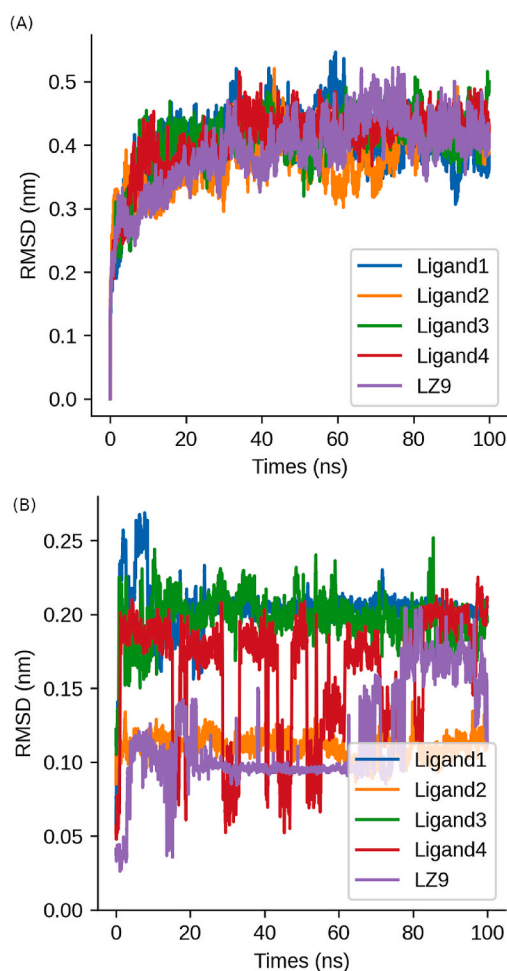 (A)
RMSD (nm)
0.5
0.4
0.3
0.2
0.1
0.0
Ligand1
Ligand2
Ligand3
Ligand4
LZ9
0 20 40 60 80 100
Times (ns)
(B)
RMSD (nm)
0.25
0.20
0.15
0.10
0.05
0.00
Ligand1
Ligand2
Ligand3
Ligand4
LZ9
0 20 40 60 80 100
Times (ns)